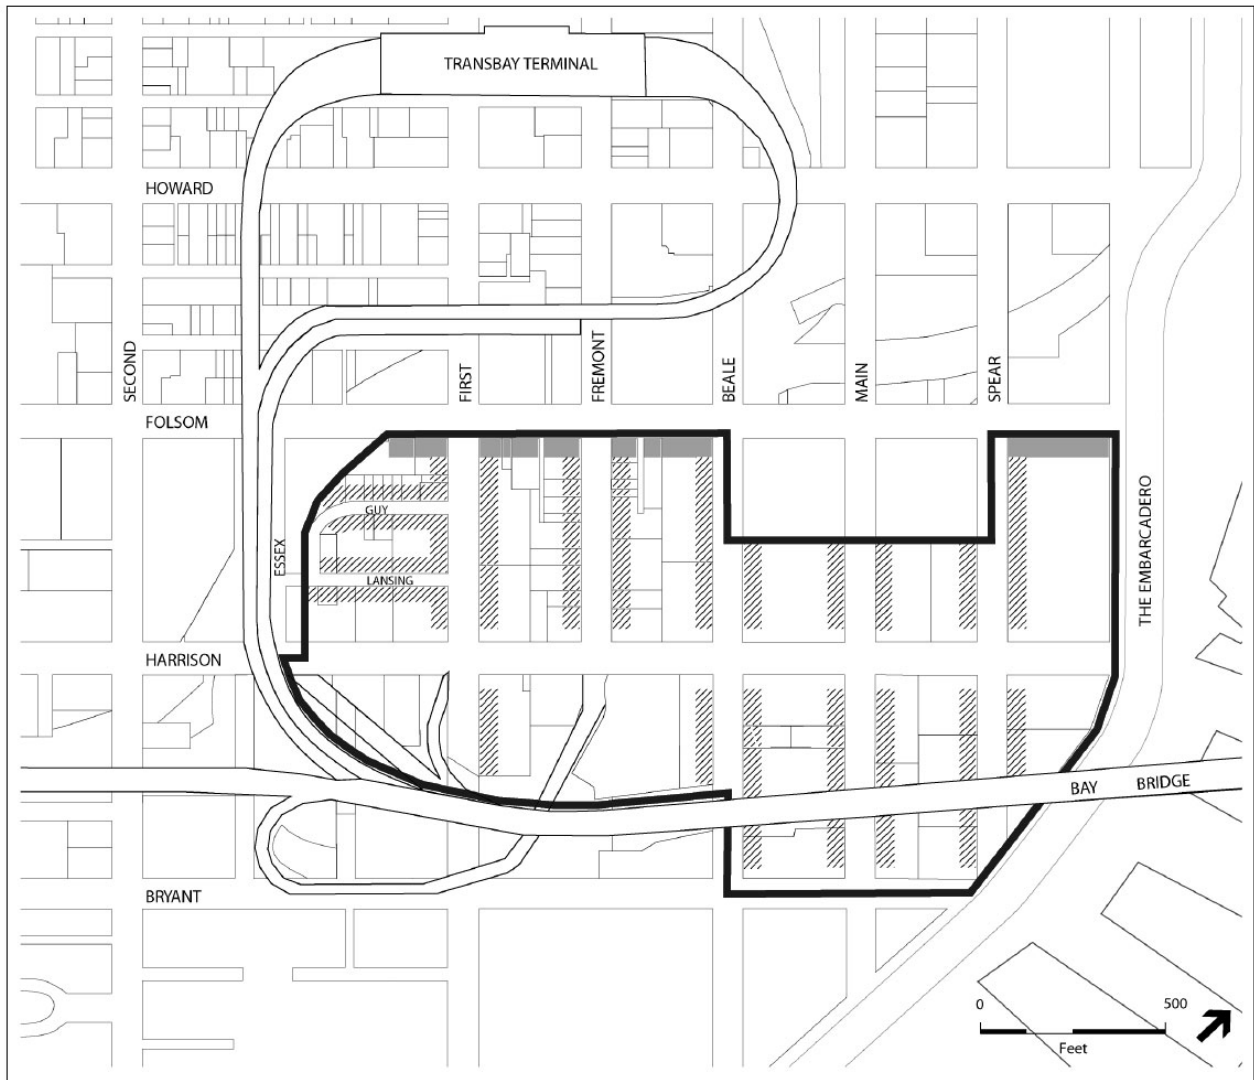 TRANSBAY TERMINAL
HOWARD
SECOND
FIRST
FREMONT
BEALE
MAIN
SPEAR
FOLSOM
THE EMBARCADERO
GUY
ESSEX
LANSING
HARRISON
BAY BRIDGE
BRYANT
0 500
Feet